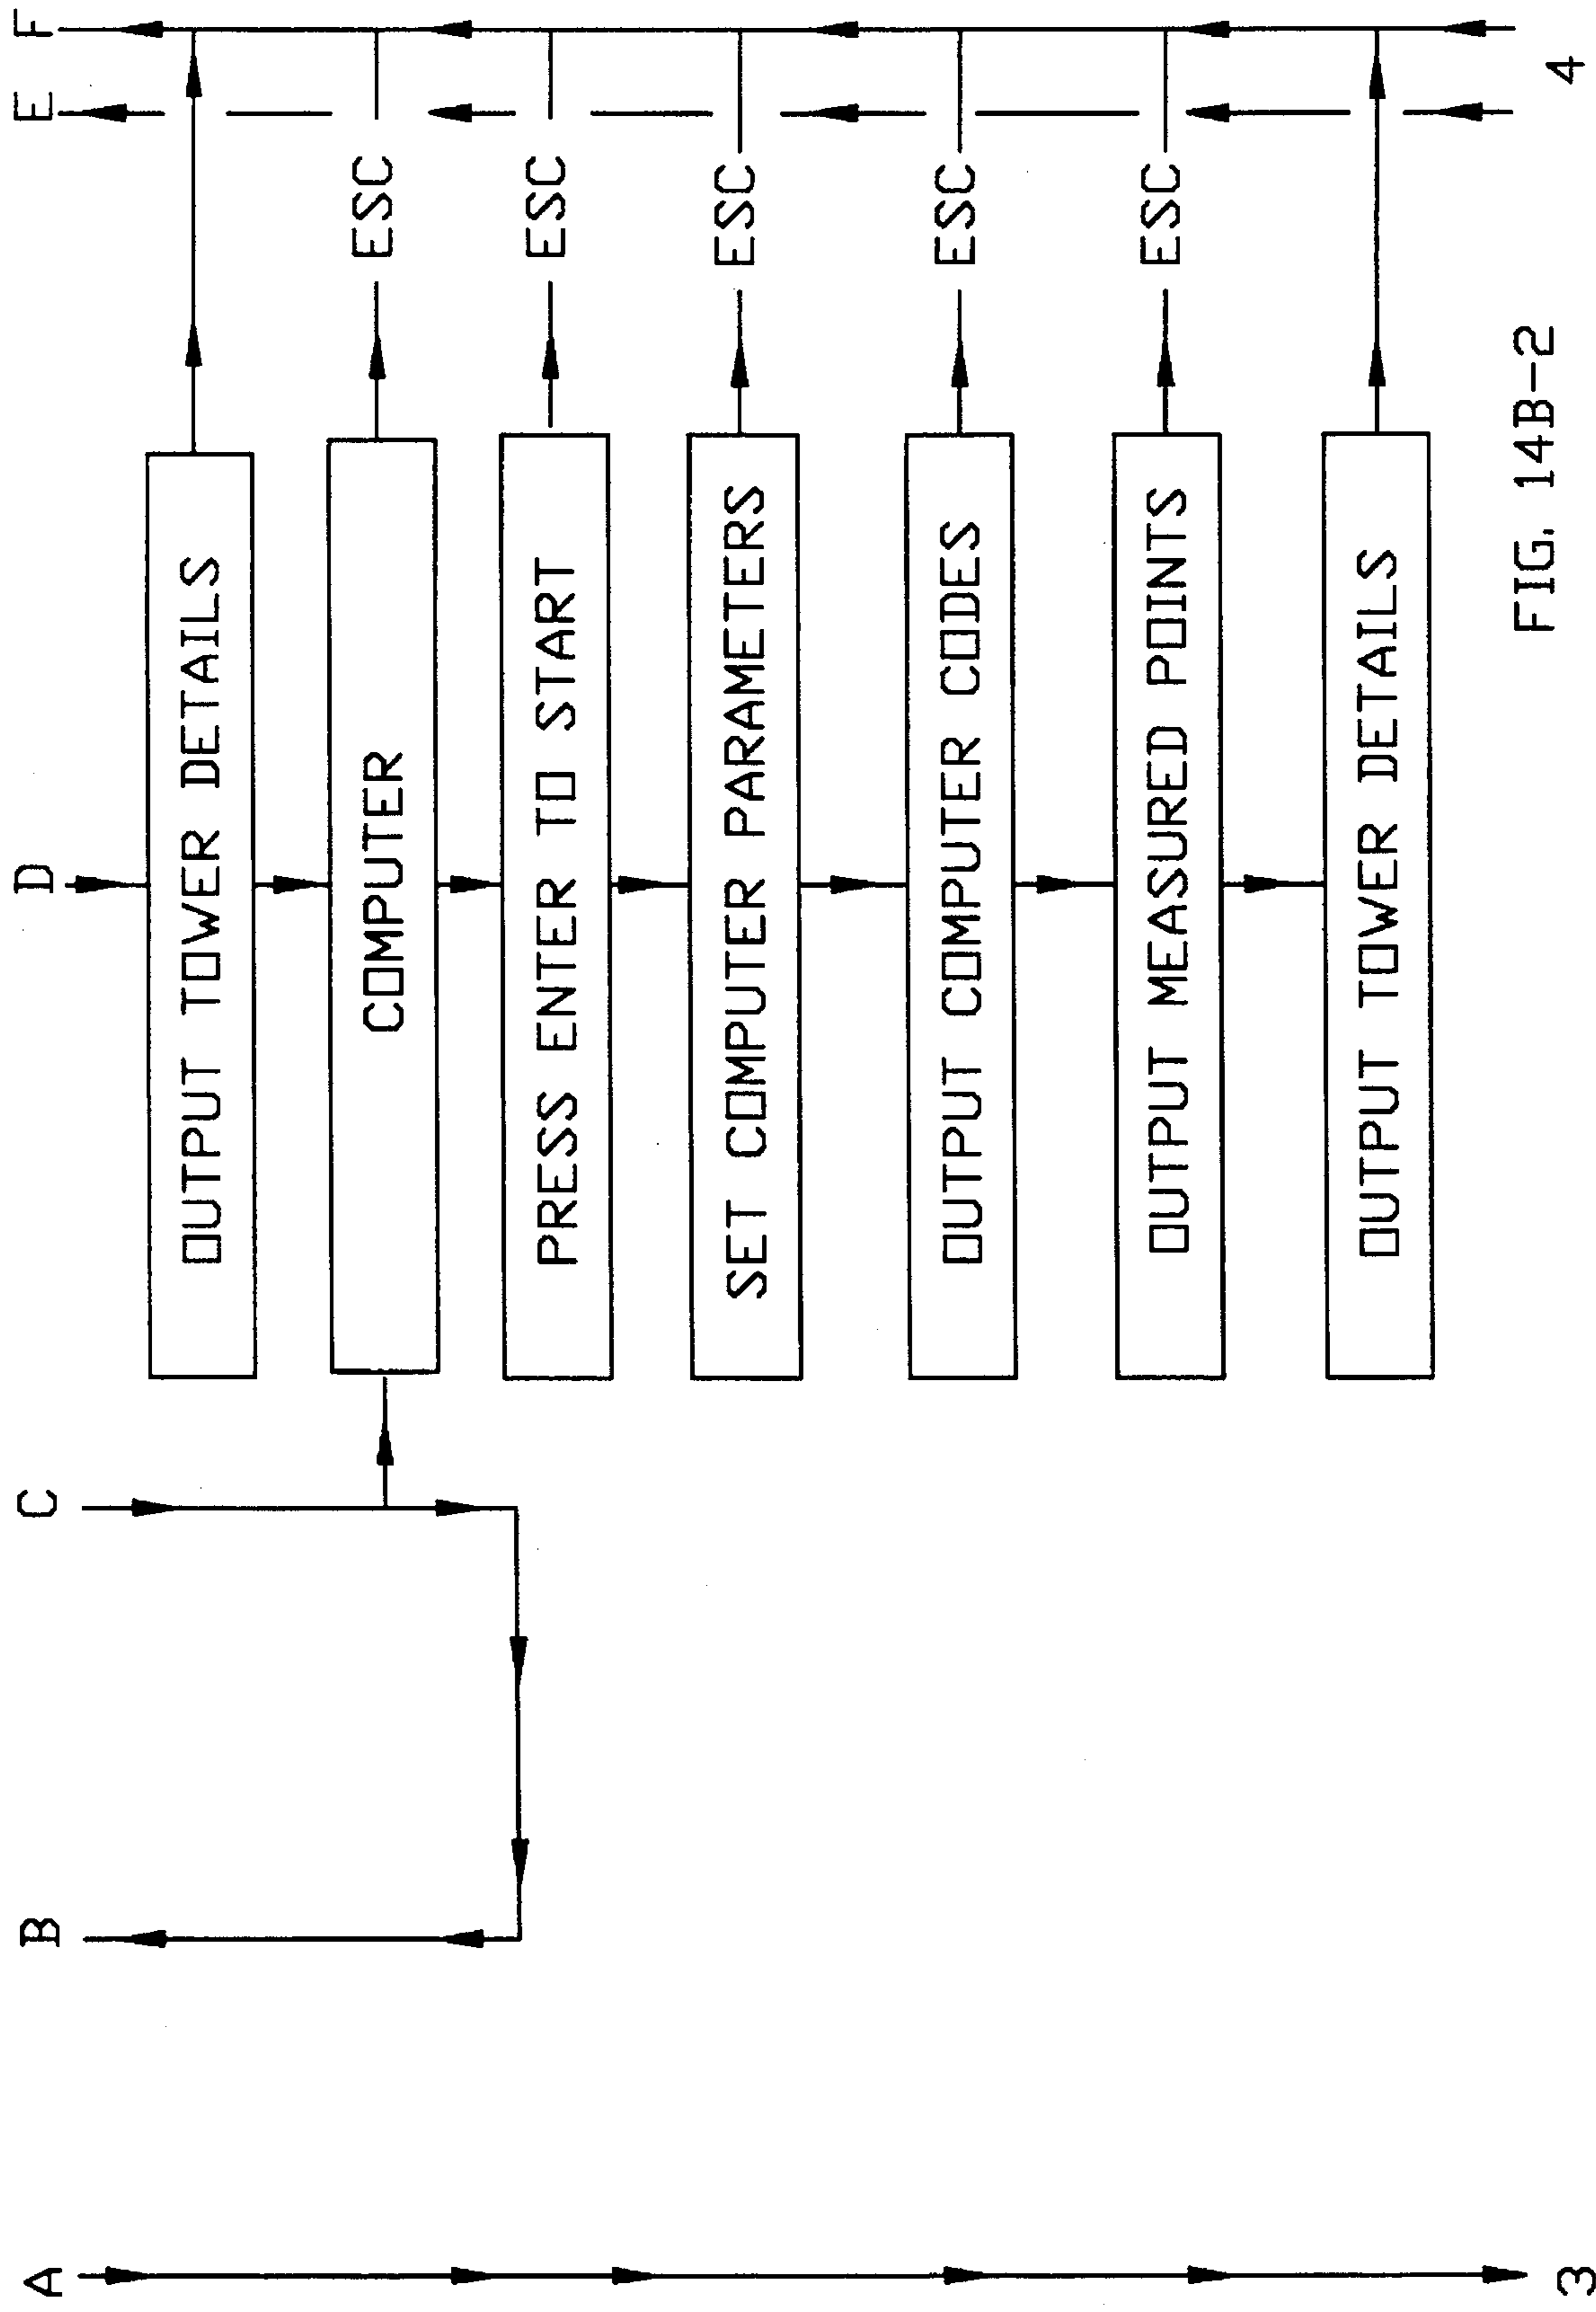 A
B
C
D
E
F
OUTPUT TOWER DETAILS
COMPUTER
ESC
PRESS ENTER TO START
ESC
SET COMPUTER PARAMETERS
ESC
OUTPUT COMPUTER CODES
ESC
OUTPUT MEASURED POINTS
ESC
OUTPUT TOWER DETAILS
3
4
FIG. 14B-2